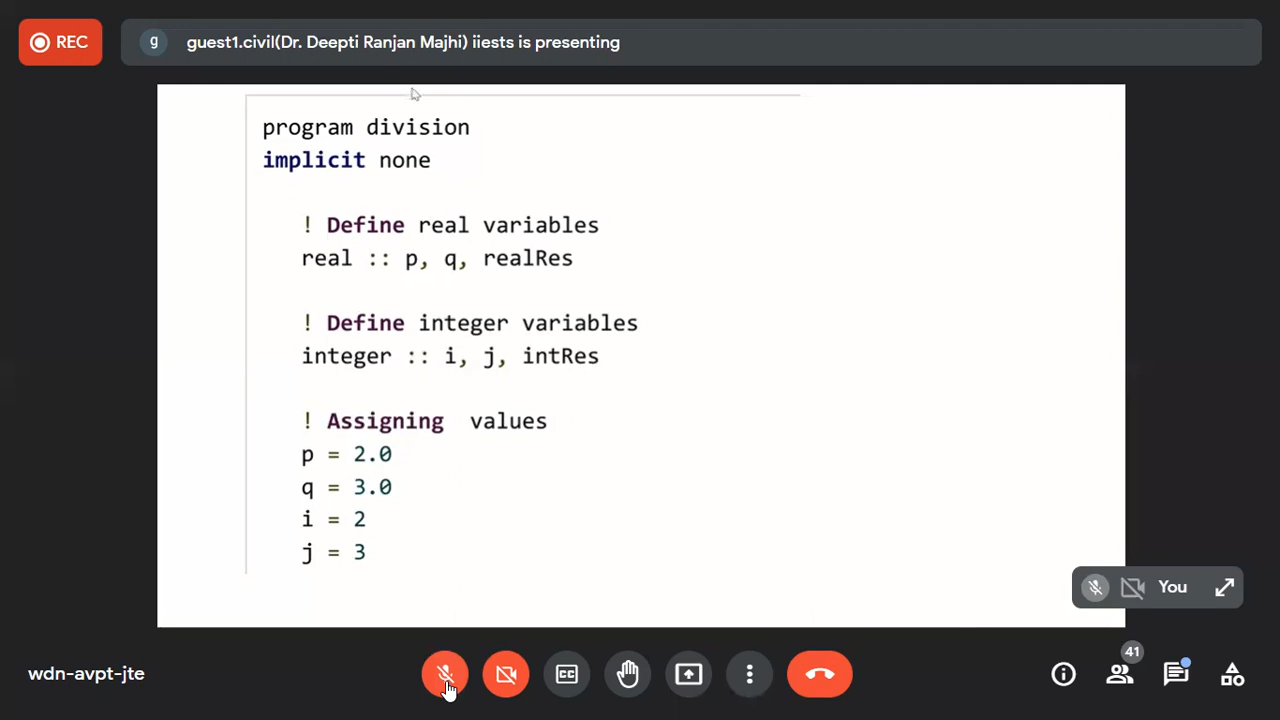 REC
g guest1.civil(Dr. Deepti Ranjan Majhi) iiests is presenting
program division
implicit none
! Define real variables
real :: p, q, realRes
! Define integer variables
integer :: i, j, intRes
! Assigning values
p = 2.0
q = 3.0
i = 2
j = 3
You
wdn-avpt-jte
CC
41